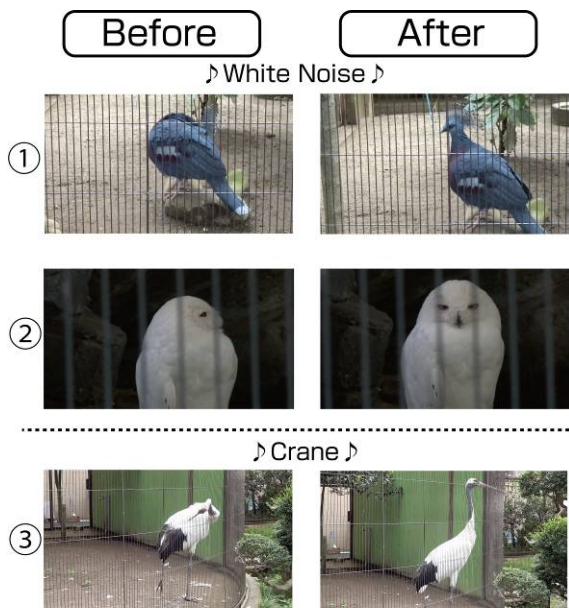 Before After
♪White Noise♪
①
②
♪Crane♪
③